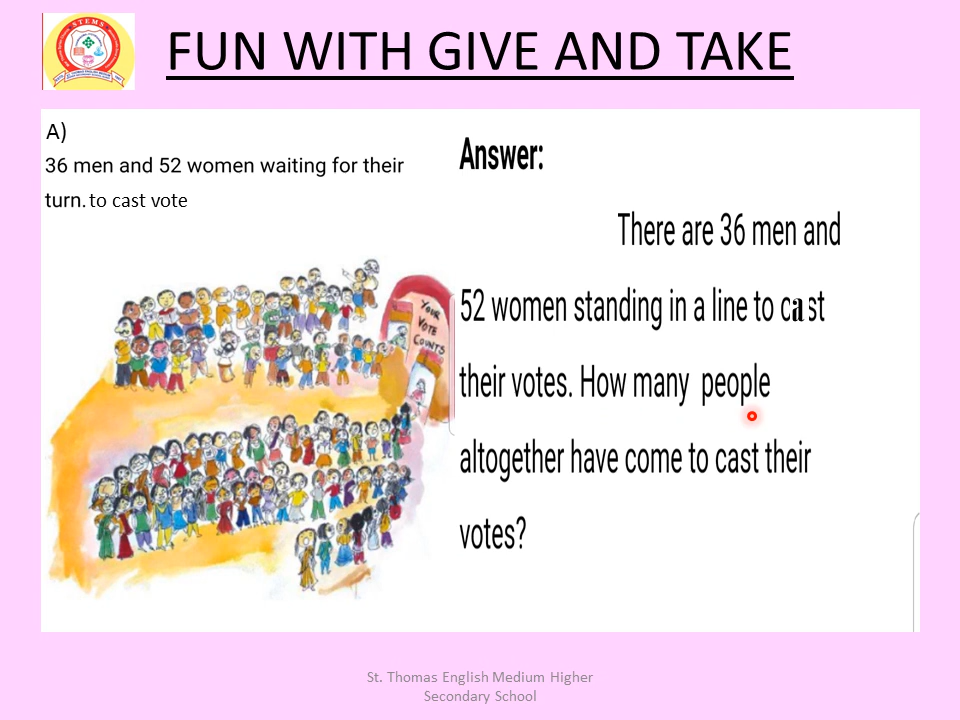 STEMS
FUN WITH GIVE AND TAKE
A)
36 men and 52 women waiting for their
turn. to cast vote
YOUR
VOTE
COUNTS
Answer:
There are 36 men and
52 women standing in a line to cast
their votes. How many people
altogether have come to cast their
votes?
St. Thomas English Medium Higher
Secondary School